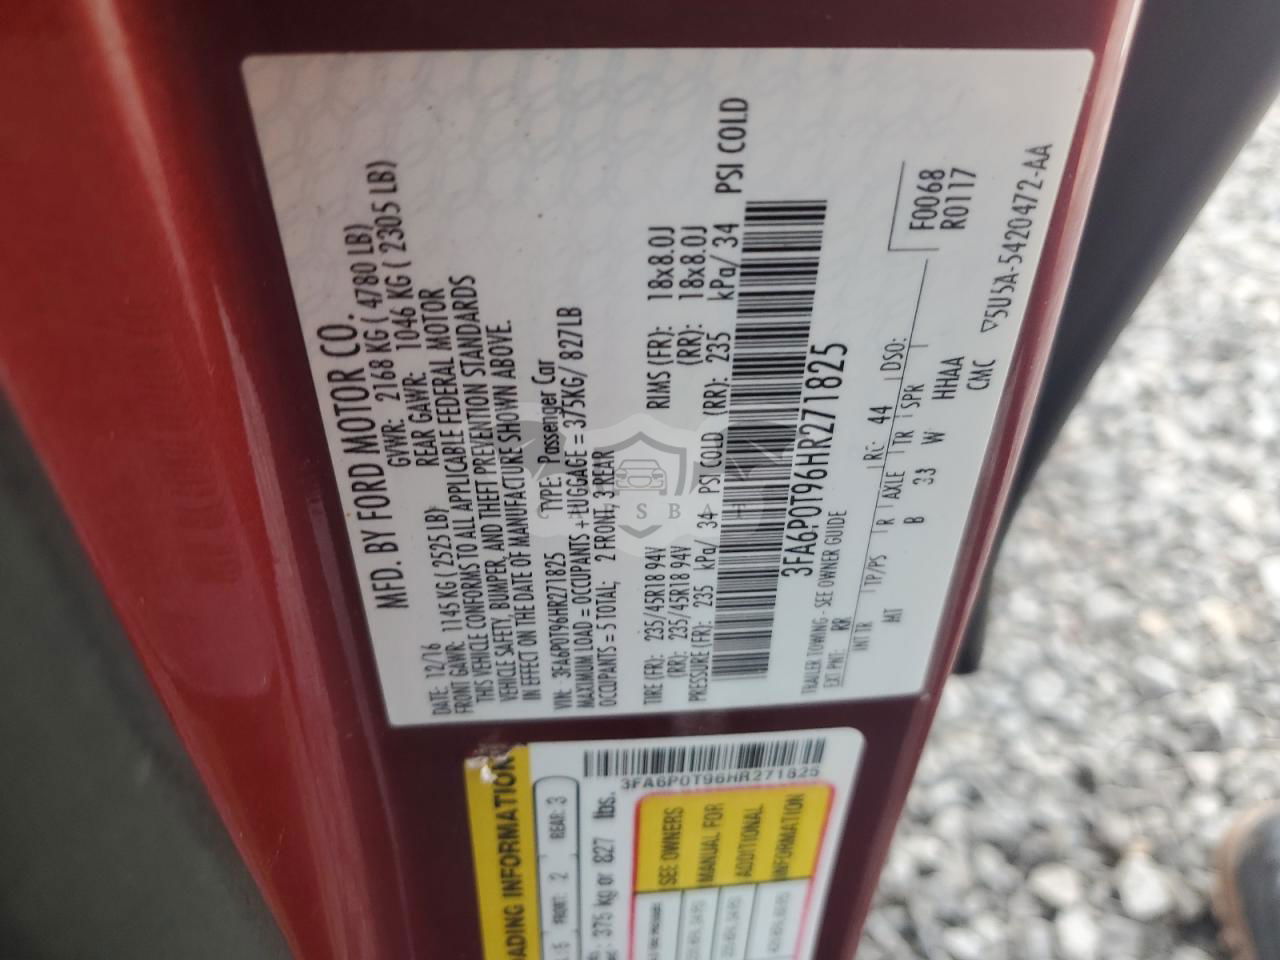 MFD. BY FORD MOTOR CO.
DATE: 12/16 GVWR: 2168 KG ( 4780 LB)
FRONT GAWR: 1145 KG ( 2525 LB) REAR GAWR: 1046 KG ( 2305 LB)
THIS VEHICLE CONFORMS TO ALL APPLICABLE FEDERAL MOTOR
VEHICLE SAFETY, BUMPER, AND THEFT PREVENTION STANDARDS
IN EFFECT ON THE DATE OF MANUFACTURE SHOWN ABOVE.
VIN: 3FA6P0T96HR271825 TYPE: Passenger Car
MAXIMUM LOAD = OCCUPANTS + LUGGAGE = 375KG/ 827LB
OCCUPANTS = 5 TOTAL; 2 FRONT, 3 REAR
TIRE (FR): 235/45R18 94V RIMS (FR): 18x8.0J
(RR): 235/45R18 94V (RR): 18x8.0J
PRESSURE (FR): 235 kPa/ 34 PSI COLD (RR): 235 kPa/ 34 PSI COLD
3FA6P0T96HR271825
TRAILER TOWING - SEE OWNER GUIDE
EXT PNT: RR RC: 44 DSO: F0068
R0117
INT TR TP/PS R AXLE TR SPR
MT B 33 W HHAA
CMC ▽5U5A-5420472-AA
3FA6P0T96HR271825
ADING INFORMATION
FRONT: 2 REAR: 3
375 kg or 827 lbs.
SEE OWNERS
MANUAL FOR
ADDITIONAL
INFORMATION